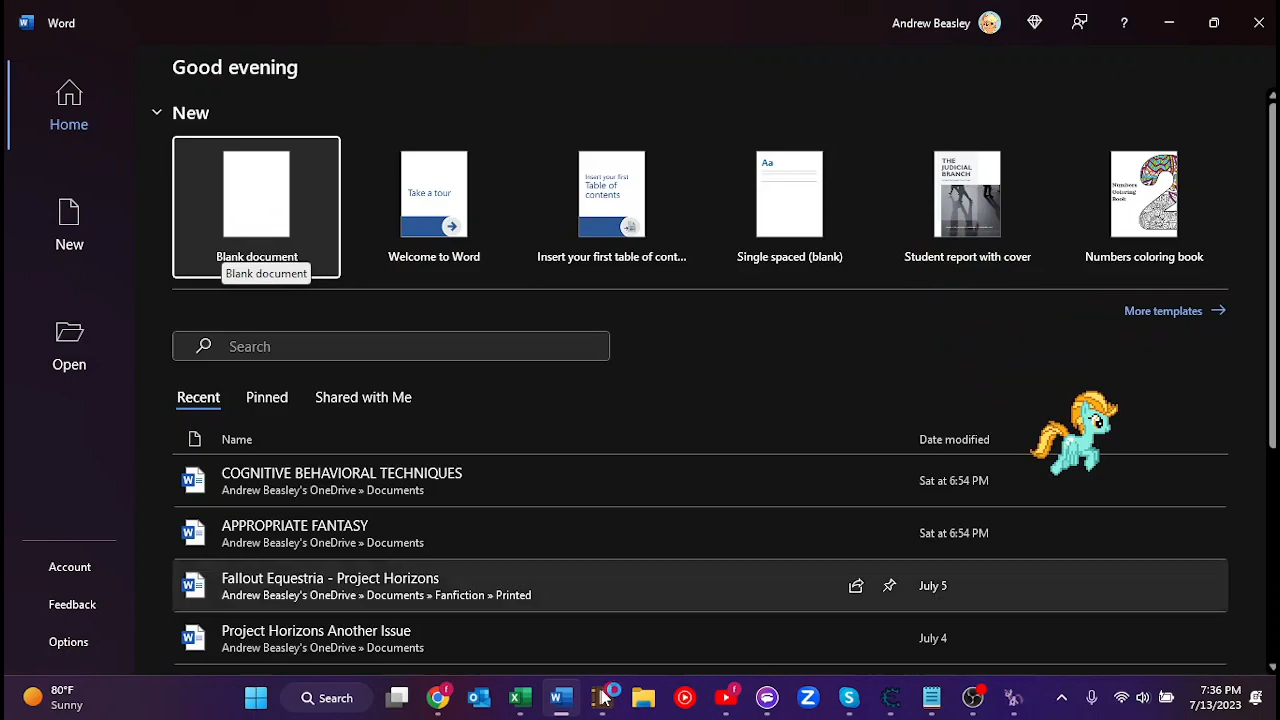 Word
Andrew Beasley
Good evening
Home
New
Open
Account
Feedback
Options
New
Take a tour
Insert your first
Table of
contents
Aa
THE
JUDICIAL
BRANCH
Numbers
Coloring
Book
Blank document
Welcome to Word
Insert your first table of cont...
Single spaced (blank)
Student report with cover
Numbers coloring book
Blank document
More templates
Search
Recent
Pinned
Shared with Me
Name
Date modified
COGNITIVE BEHAVIORAL TECHNIQUES
Andrew Beasley's OneDrive » Documents
Sat at 6:54 PM
APPROPRIATE FANTASY
Andrew Beasley's OneDrive » Documents
Sat at 6:54 PM
Fallout Equestria - Project Horizons
Andrew Beasley's OneDrive » Documents » Fanfiction » Printed
July 5
Project Horizons Another Issue
Andrew Beasley's OneDrive » Documents
July 4
80°F
Sunny
Search
7:36 PM
7/13/2023